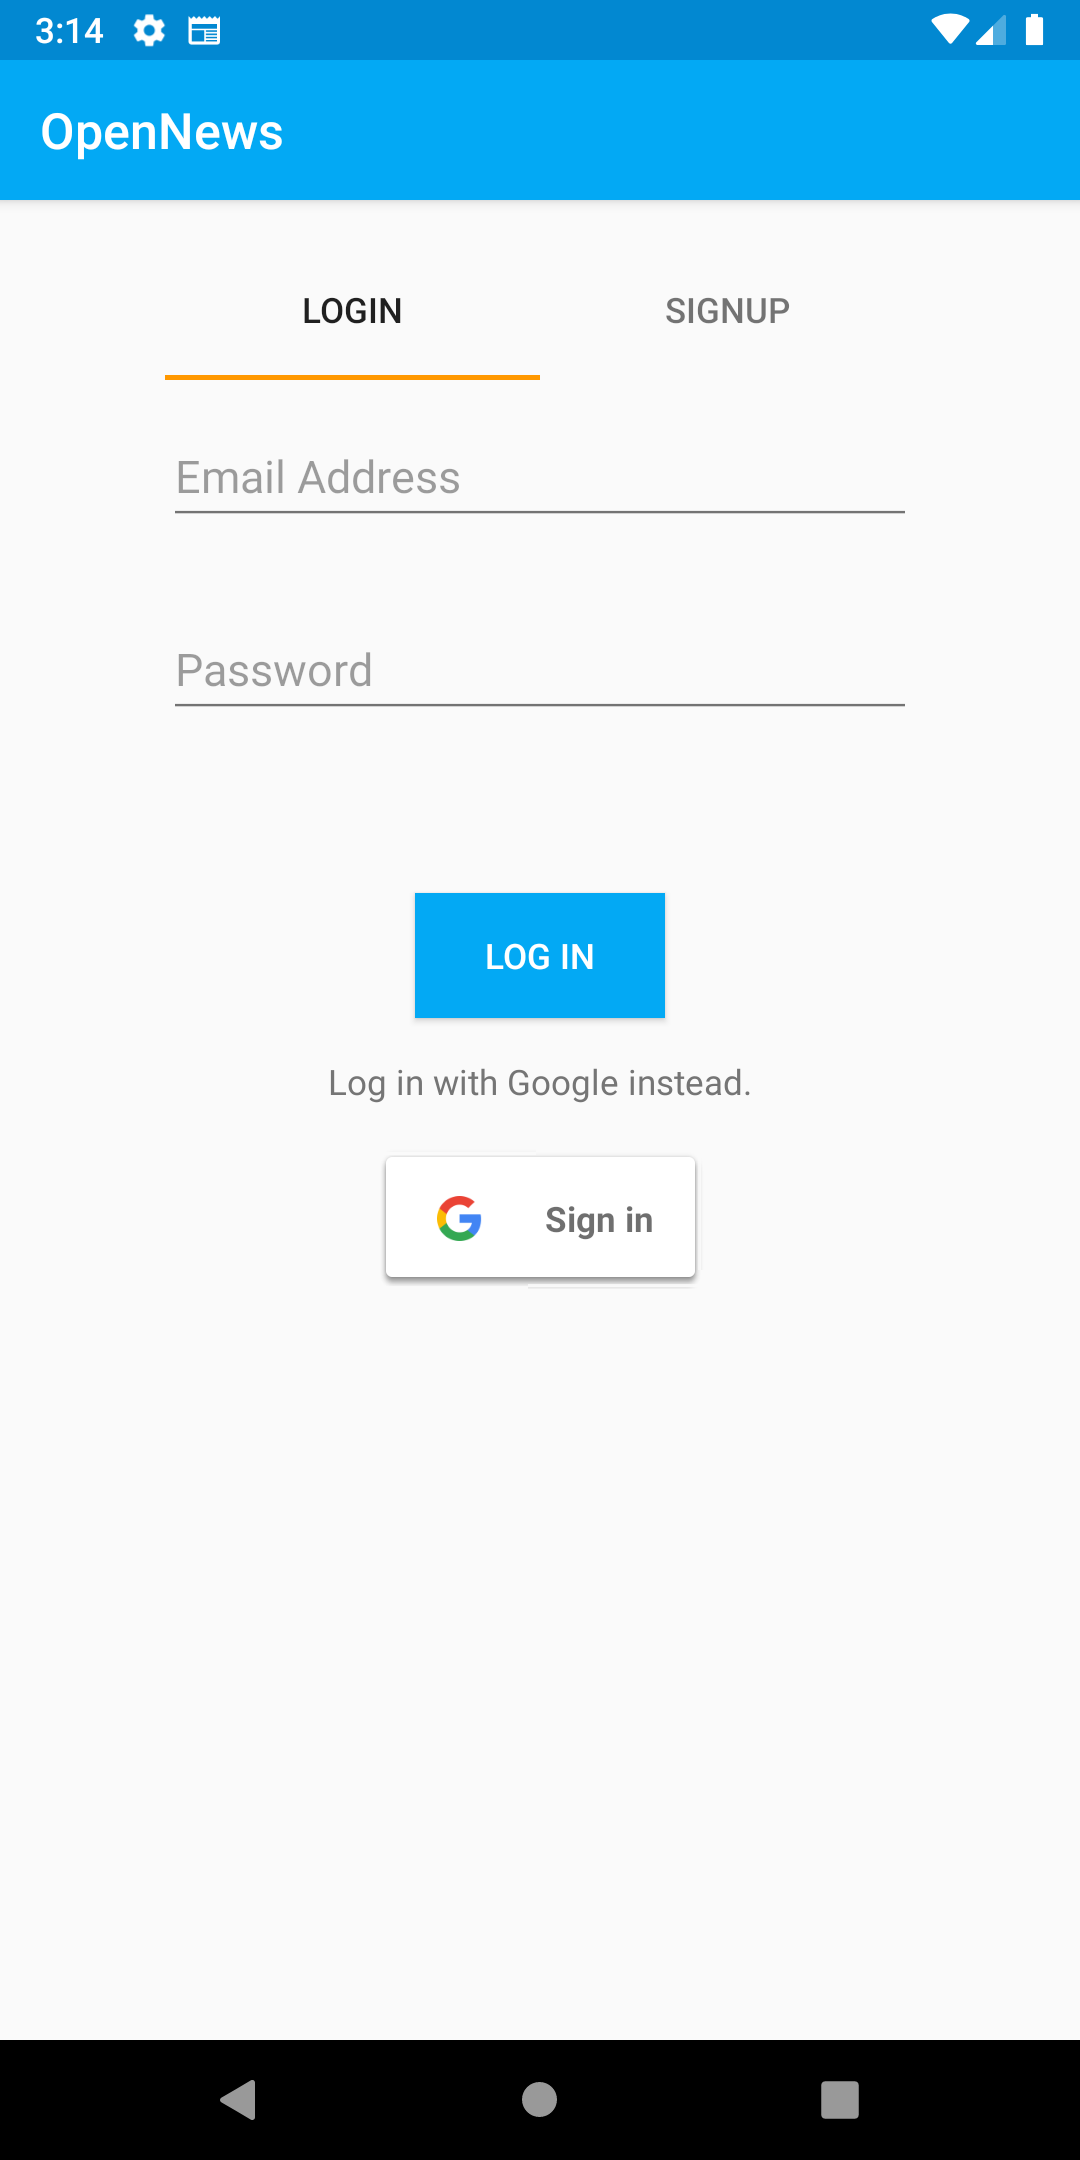 3:14
OpenNews
LOGIN SIGNUP
Email Address
Password
LOG IN
Log in with Google instead.
Sign in